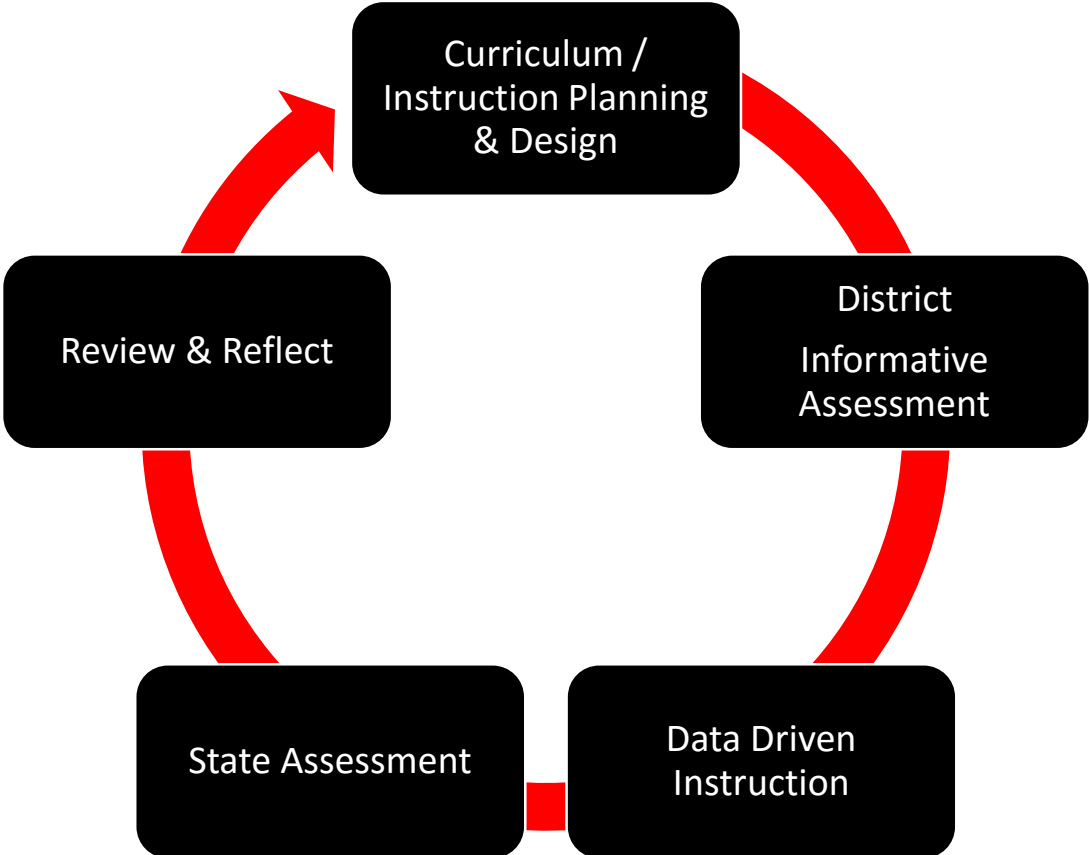 Curriculum /
Instruction Planning
& Design
District
Informative
Assessment
Data Driven
Instruction
State Assessment
Review & Reflect